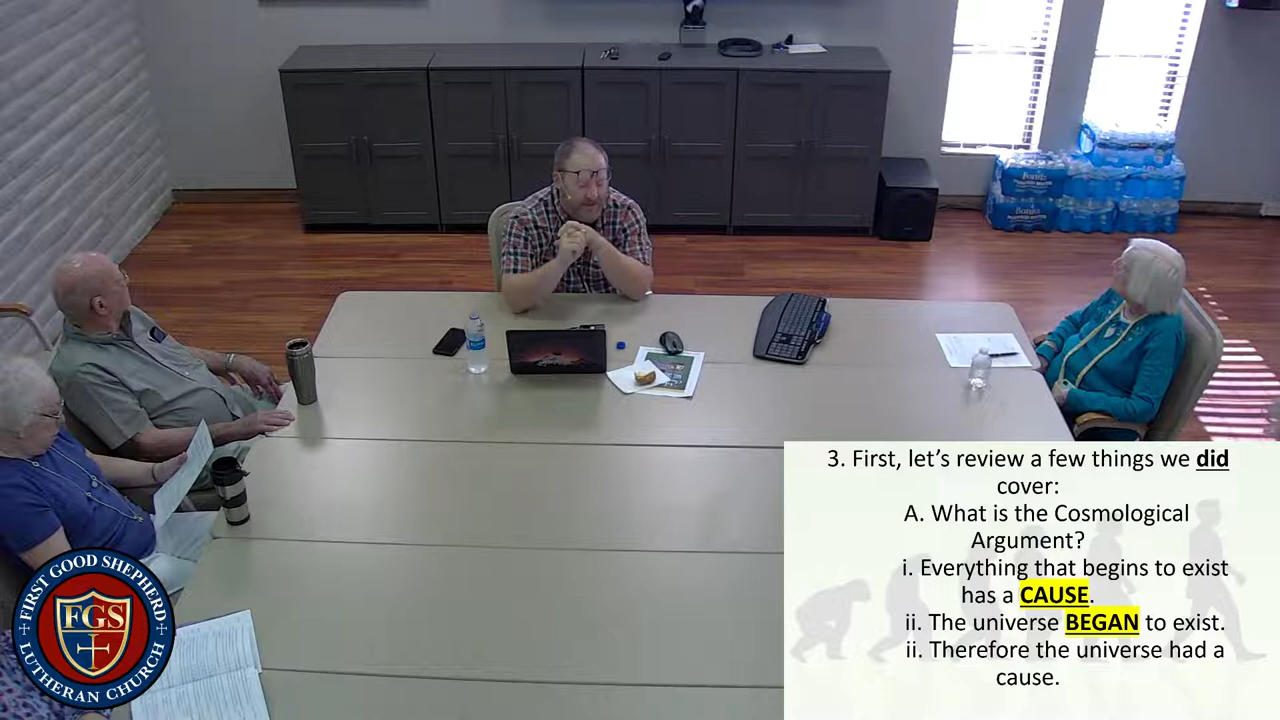 3. First, let's review a few things we did
cover:
A. What is the Cosmological
Argument?
i. Everything that begins to exist
has a CAUSE.
ii. The universe BEGAN to exist.
ii. Therefore the universe had a
cause.
FIRST GOOD SHEPHERD
FGS
LUTHERAN CHURCH